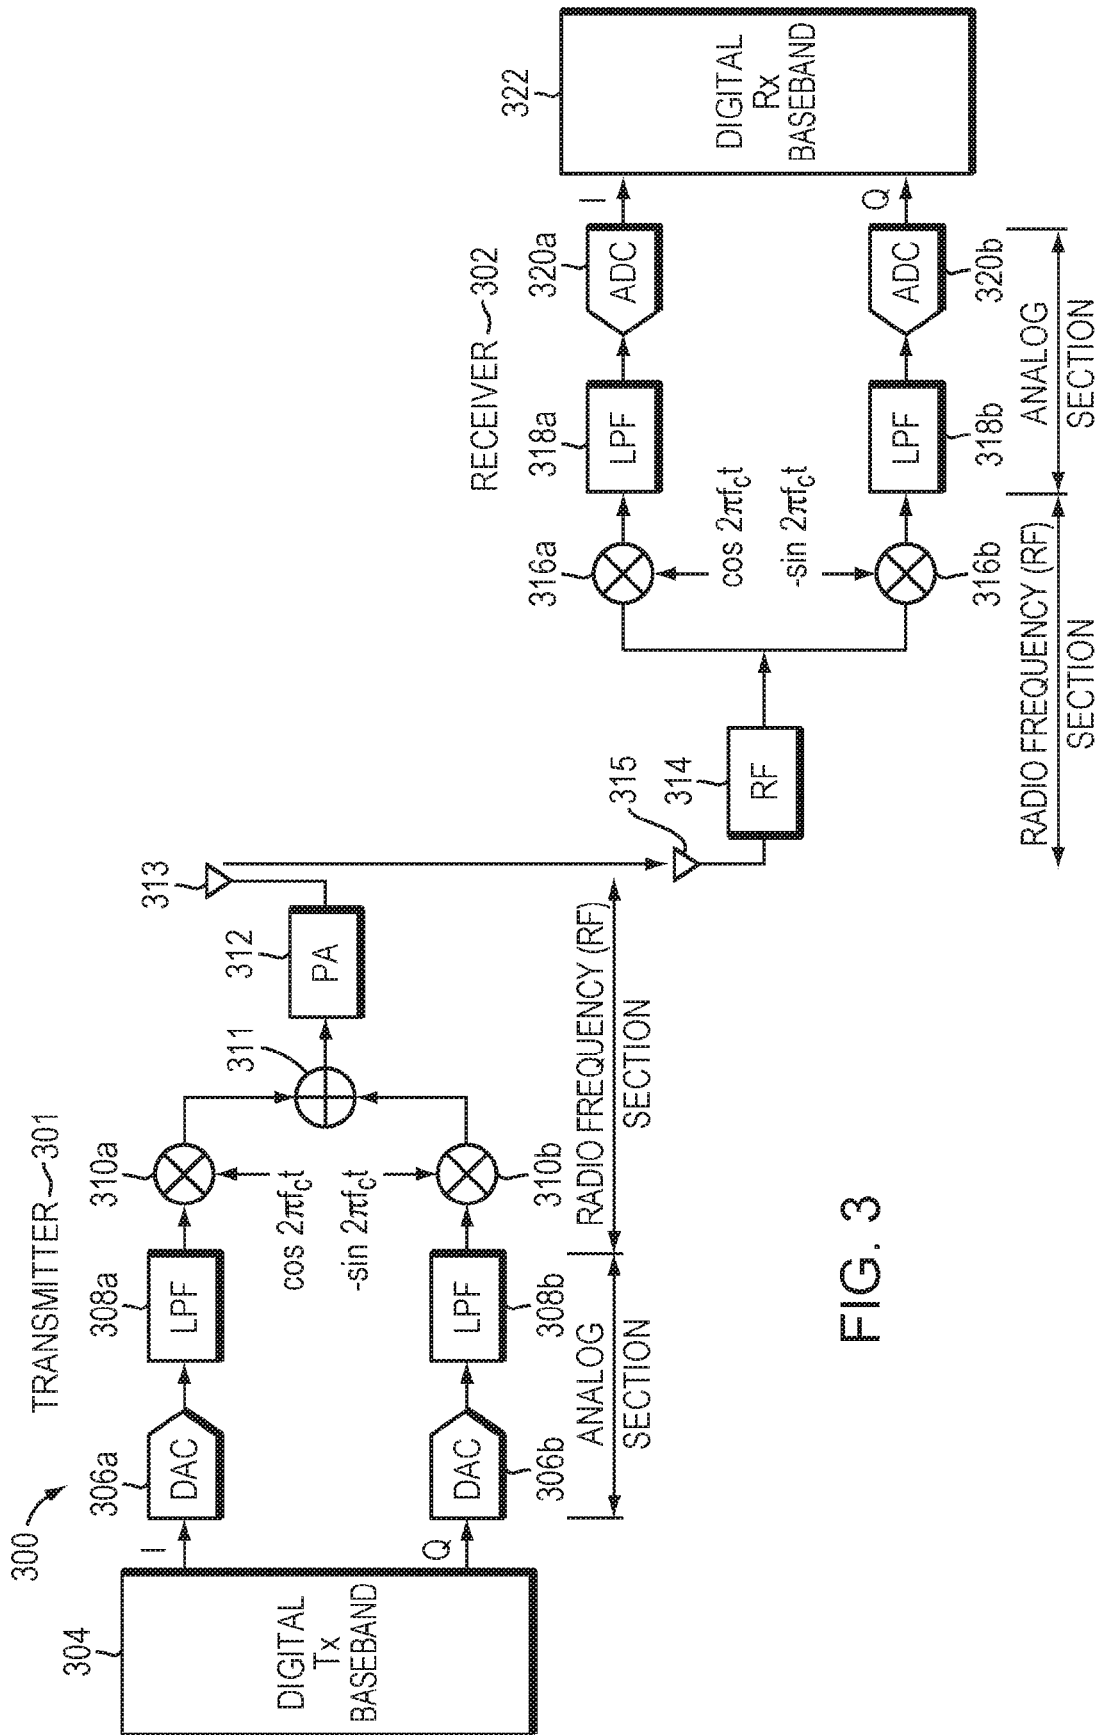 300
TRANSMITTER 301
304
DIGITAL
Tx
BASEBAND
I
Q
306a
DAC
306b
DAC
308a
LPF
308b
LPF
310a
cos 2πfct
-sin 2πfct
310b
311
312
PA
313
ANALOG
SECTION
RADIO FREQUENCY (RF)
SECTION
RECEIVER 302
315
314
RF
316a
cos 2πfct
-sin 2πfct
316b
318a
LPF
LPF
318b
320a
ADC
ADC
320b
I
Q
322
DIGITAL
Rx
BASEBAND
RADIO FREQUENCY (RF)
SECTION
ANALOG
SECTION
FIG. 3